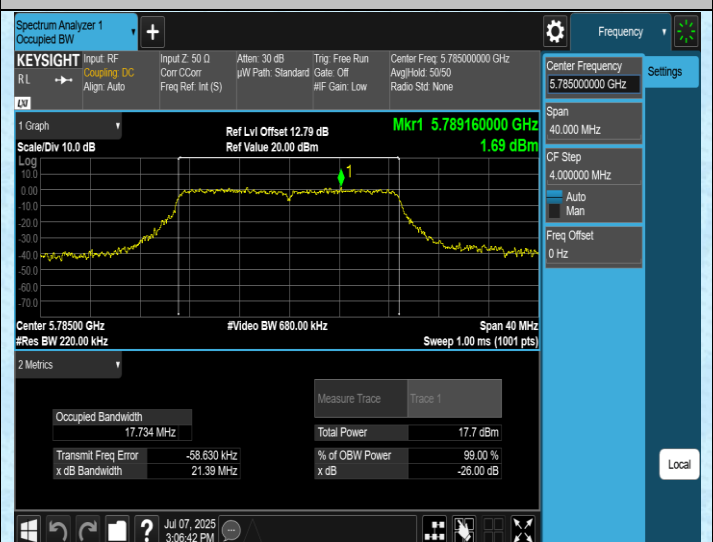 Spectrum Analyzer 1
Occupied BW
+
Frequency
KEYSIGHT
RL
LXI
Input: RF
Coupling: DC
Align: Auto
Input Z: 50 Ω
Corr CCorr
Freq Ref: Int (S)
Atten: 30 dB
µW Path: Standard
Trig: Free Run
Gate: Off
#IF Gain: Low
Center Freq: 5.785000000 GHz
Avg|Hold: 50/50
Radio Std: None
Center Frequency
5.785000000 GHz
Settings
Span
40.000 MHz
CF Step
4.000000 MHz
Auto
Man
Freq Offset
0 Hz
Local
1 Graph
Scale/Div 10.0 dB
Ref Lvl Offset 12.79 dB
Ref Value 20.00 dBm
Mkr1 5.789160000 GHz
1.69 dBm
Log
10.0
0.00
-10.0
-20.0
-30.0
-40.0
-50.0
-60.0
-70.0
1
Center 5.78500 GHz
#Res BW 220.00 kHz
#Video BW 680.00 kHz
Span 40 MHz
Sweep 1.00 ms (1001 pts)
2 Metrics
Measure Trace
Trace 1
Occupied Bandwidth
17.734 MHz
Total Power
17.7 dBm
Transmit Freq Error
-58.630 kHz
% of OBW Power
99.00 %
x dB Bandwidth
21.39 MHz
x dB
-26.00 dB
?
Jul 07, 2025
3:06:42 PM